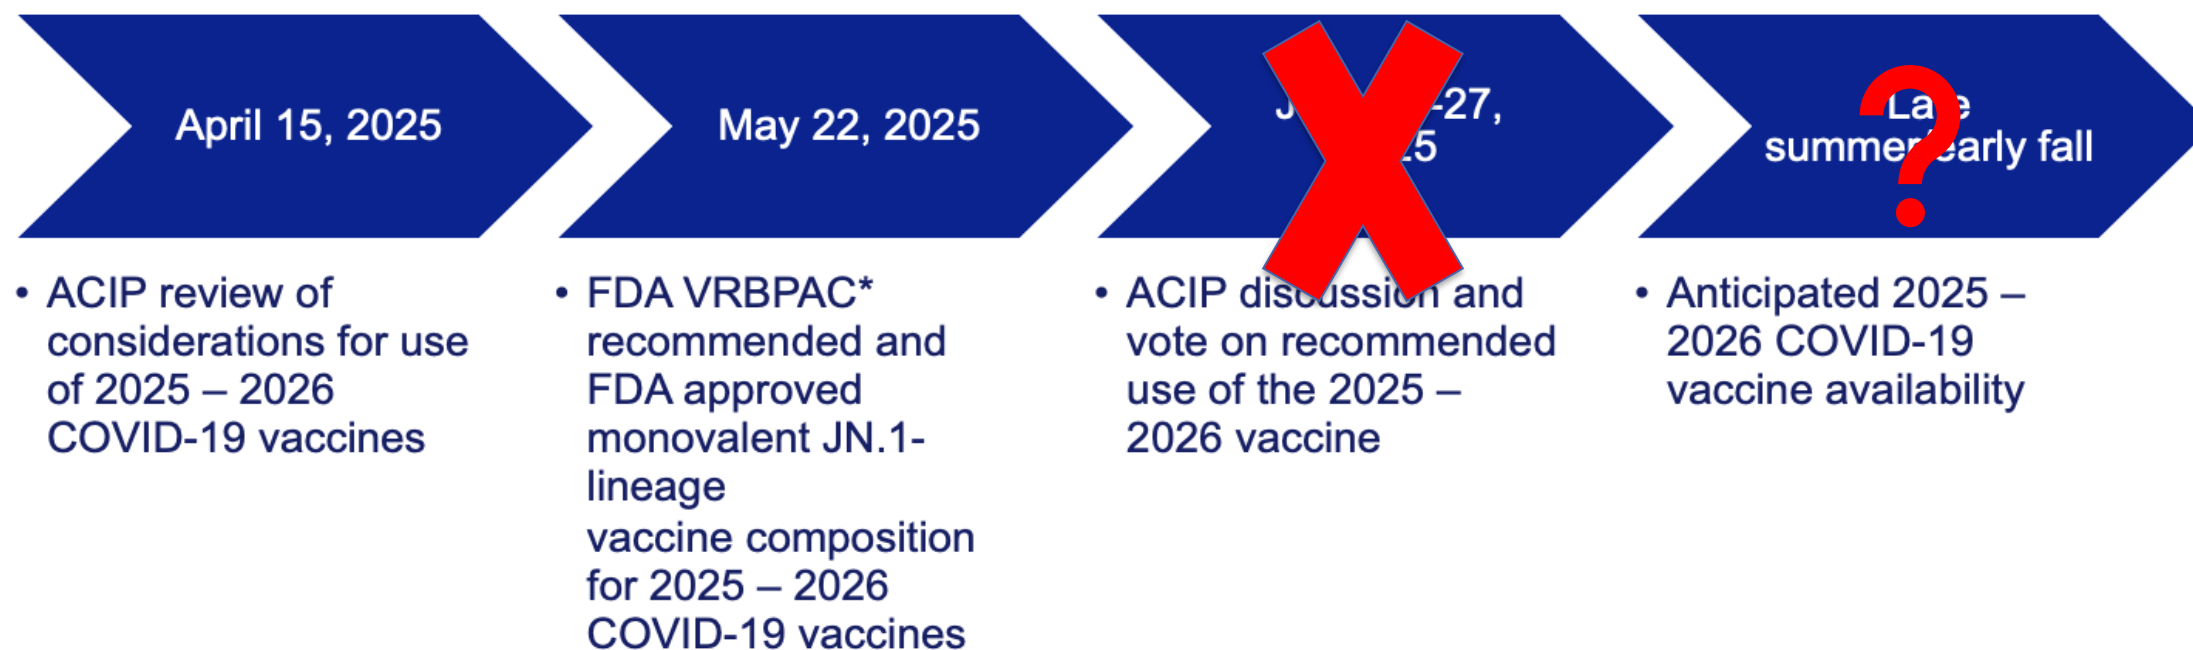 April 15, 2025
• ACIP review of
considerations for use
of 2025 – 2026
COVID-19 vaccines
May 22, 2025
• FDA VRBPAC*
recommended and
FDA approved
monovalent JN.1-
lineage
vaccine composition
for 2025 – 2026
COVID-19 vaccines
-27,
• ACIP discussion and
vote on recommended
use of the 2025 –
2026 vaccine
Late
summer/early fall
?
• Anticipated 2025 –
2026 COVID-19
vaccine availability